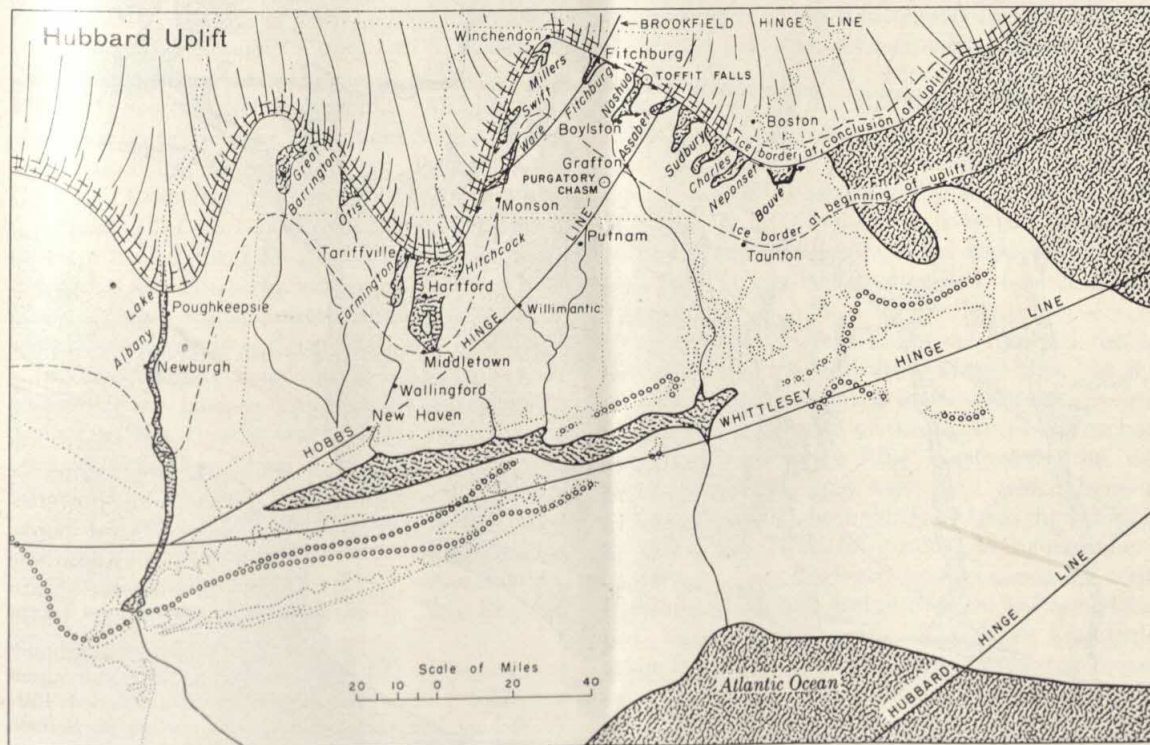 Hubbard Uplift
Winchendon
BROOKFIELD HINGE LINE
Fitchburg
TOFFIT FALLS
Millers
Swift
Ware
Fitchburg
Nashua
Boylston
Assabet
Boston
Ice border at conclusion of uplift
Grafton
PURGATORY
CHASM
Sudbury
Charles
Neponset
Bouvé
Ice border at beginning of uplift
Great
Barrington
Otis
Monson
LINE
Putnam
Taunton
Tariffville
Hitchcock
Farmington
Hartford
HINGE
Willimantic
Lake
Albany
Poughkeepsie
Newburgh
Middletown
Wallingford
New Haven
HOBBS
WHITTLESEY HINGE LINE
HUBBARD HINGE LINE
Scale of Miles
20 10 0 20 40
Atlantic Ocean